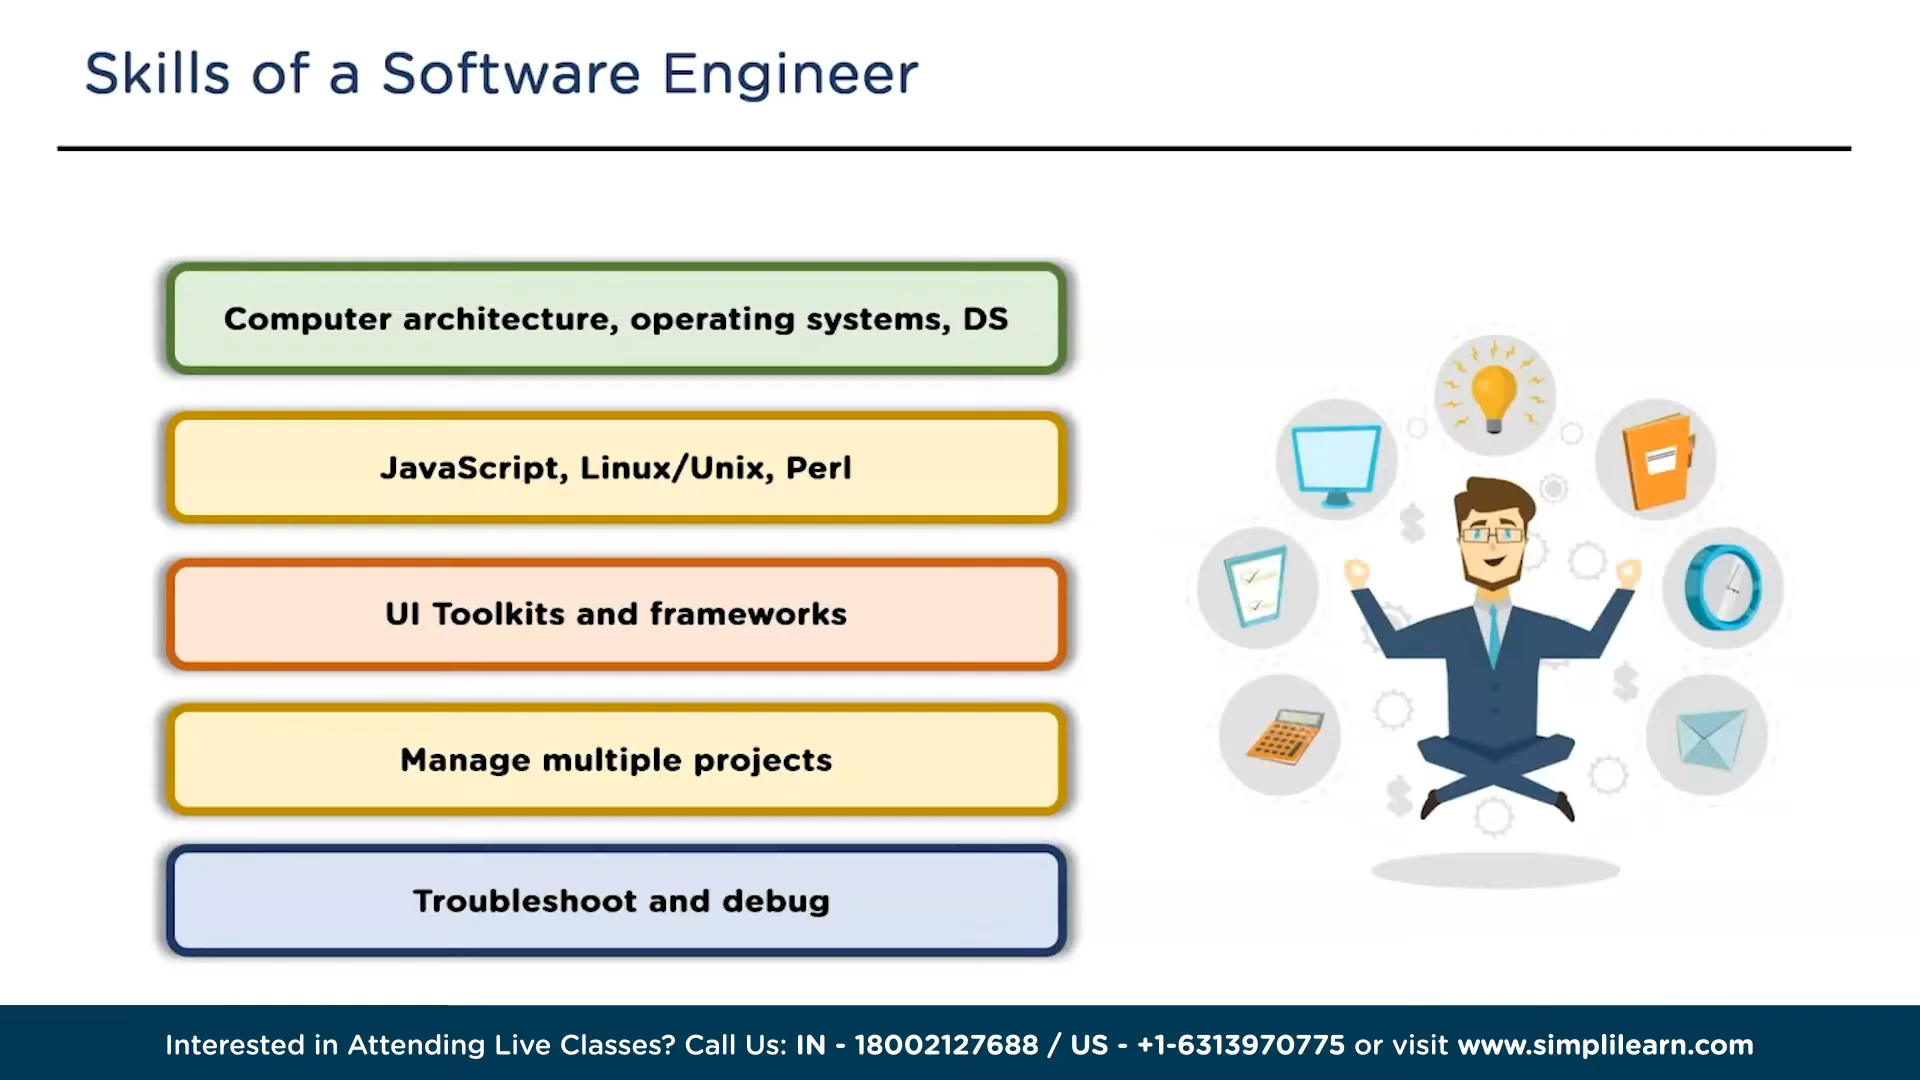 Skills of a Software Engineer
Computer architecture, operating systems, DS
JavaScript, Linux/Unix, Perl
UI Toolkits and frameworks
Manage multiple projects
Troubleshoot and debug
Interested in Attending Live Classes? Call Us: IN - 18002127688 / US - +1-6313970775 or visit www.simplilearn.com